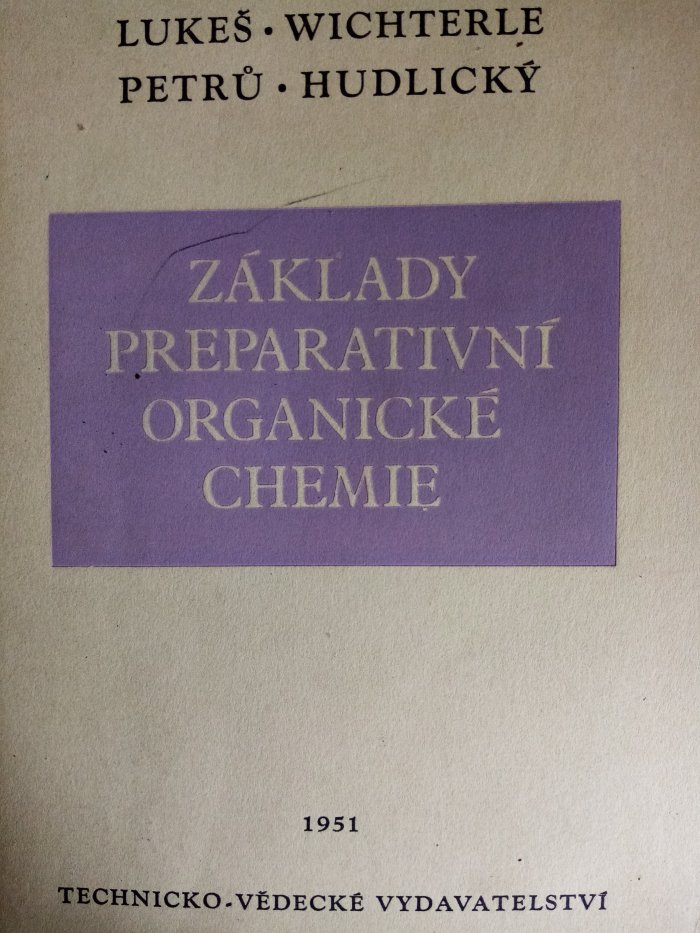 LUKEŠ · WICHTERLE
PETRŮ · HUDLICKÝ
ZÁKLADY
PREPARATIVNÍ
ORGANICKÉ
CHEMIE
1951
TECHNICKO-VĚDECKÉ VYDAVATELSTVÍ